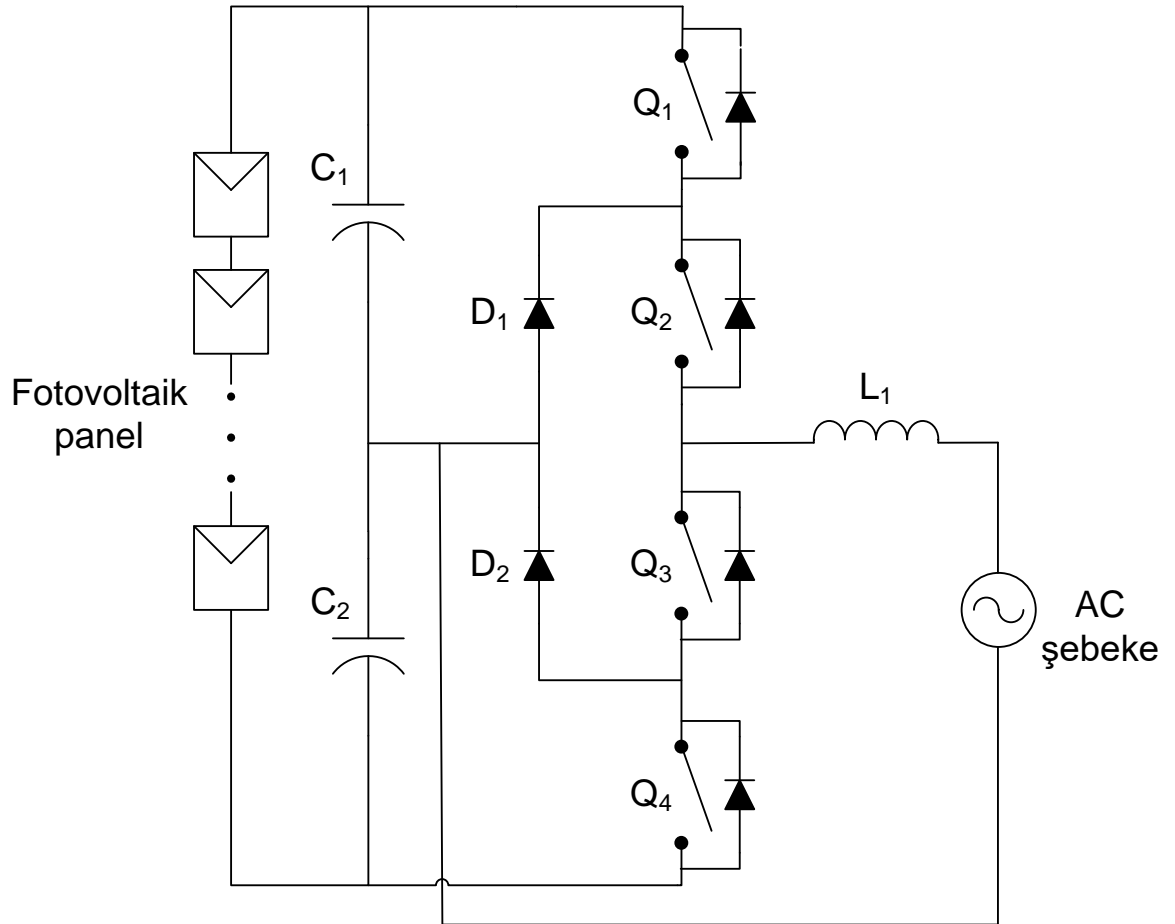 Q₁
C₁
D₁
Q₂
Fotovoltaik
panel
L₁
D₂
Q₃
C₂
AC
şebeke
Q₄